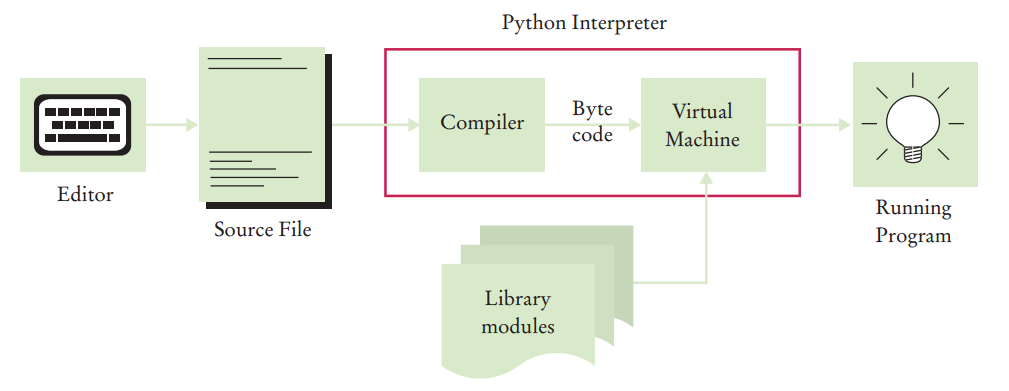 Python Interpreter
Editor
Source File
Compiler
Byte
code
Virtual
Machine
Running
Program
Library
modules